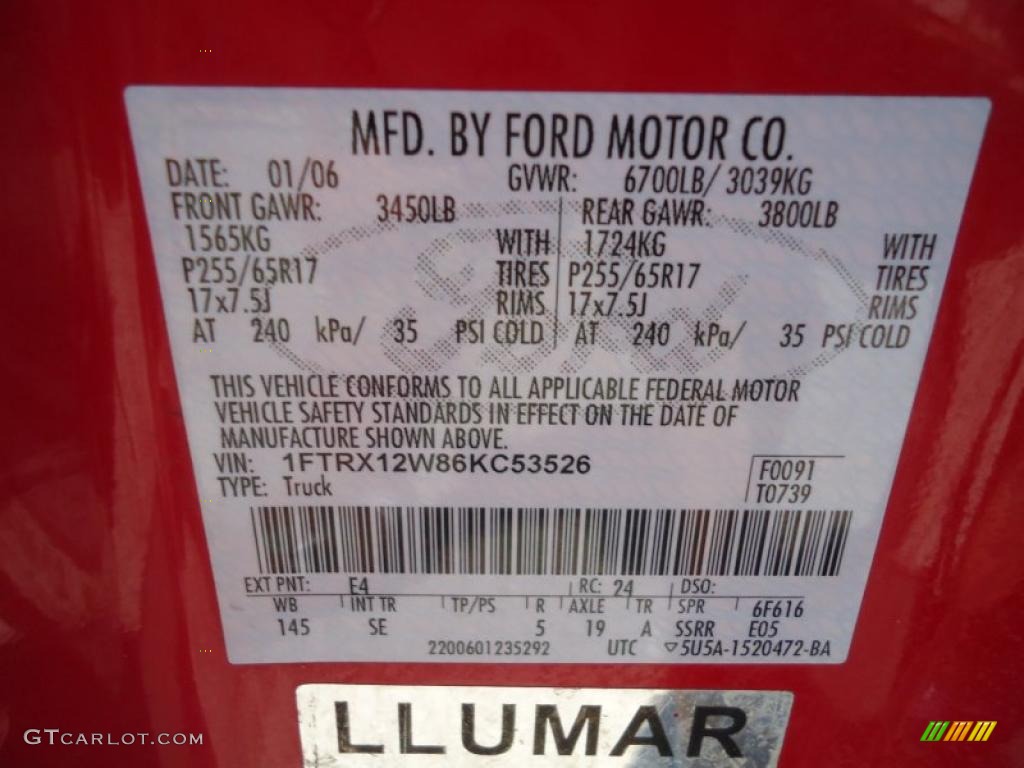 MFD. BY FORD MOTOR CO.
DATE: 01/06 GVWR: 6700LB/ 3039KG
FRONT GAWR: 3450LB REAR GAWR: 3800LB
1565KG WITH 1724KG WITH
P255/65R17 TIRES P255/65R17 TIRES
17x7.5J RIMS 17x7.5J RIMS
AT 240 kPa/ 35 PSI COLD AT 240 kPa/ 35 PSI COLD
Ford
THIS VEHICLE CONFORMS TO ALL APPLICABLE FEDERAL MOTOR
VEHICLE SAFETY STANDARDS IN EFFECT ON THE DATE OF
MANUFACTURE SHOWN ABOVE.
VIN: 1FTRX12W86KC53526 F0091
TYPE: Truck T0739
EXT PNT: E4 RC: 24 DSO:
WB INT TR TP/PS R AXLE TR SPR 6F616
145 SE 5 19 A SSRR E05
2200601235292 UTC ▽5U5A-1520472-BA
LLUMAR
GTCARLOT.COM